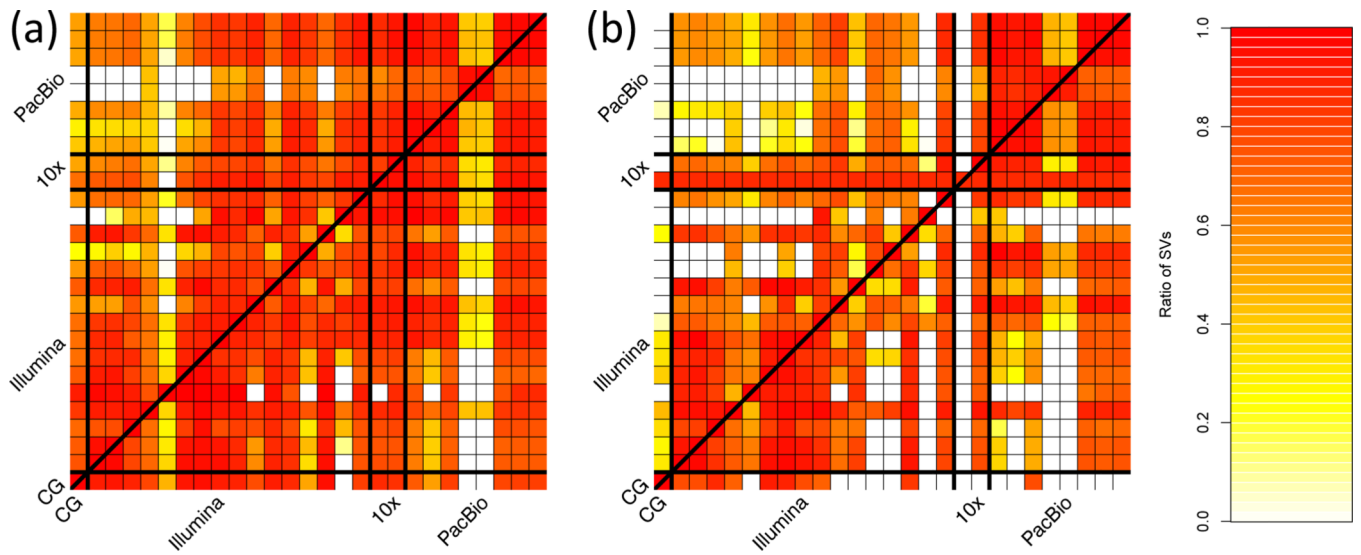 (a)
PacBio
10x
Illumina
CG
CG
Illumina
10x
PacBio
(b)
PacBio
10x
Illumina
CG
CG
Illumina
10x
PacBio
Ratio of SVs
1.0
0.8
0.6
0.4
0.2
0.0